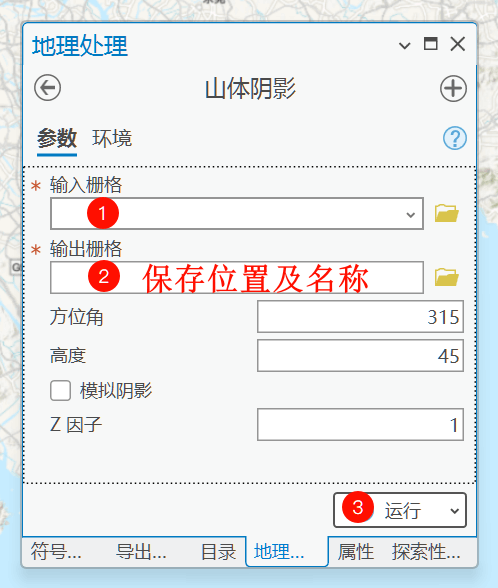 地理处理
山体阴影
参数 环境
* 输入栅格
1
* 输出栅格
2 保存位置及名称
方位角 315
高度 45
模拟阴影
Z 因子 1
3 运行
符号... 导出... 目录 地理... 属性 探索性...